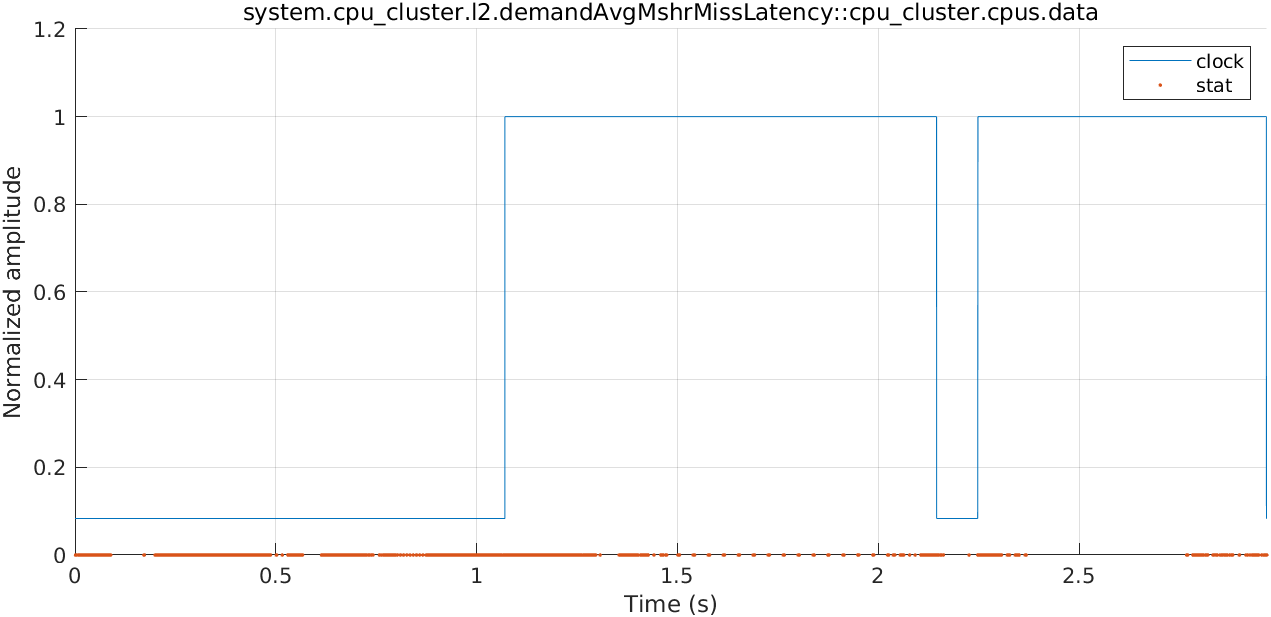 system.cpu_cluster.l2.demandAvgMshrMissLatency::cpu_cluster.cpus.data
1.2
1
0.8
0.6
0.4
0.2
0
Normalized amplitude
clock
stat
0 0.5 1 1.5 2 2.5
Time (s)